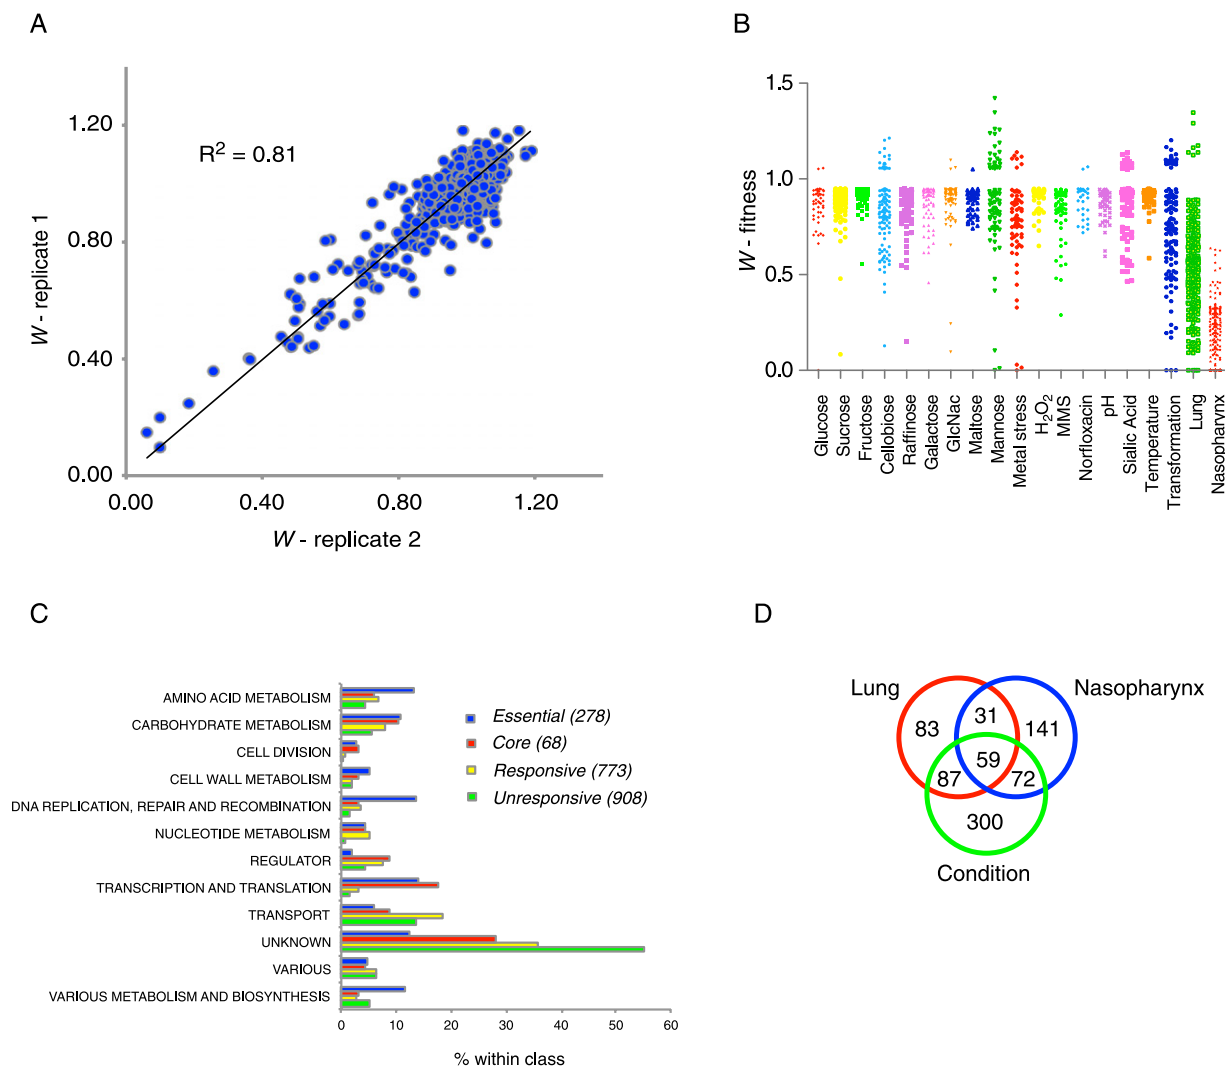 A
W - replicate 1
1.20
0.80
0.40
0.00
R² = 0.81
0.00 0.40 0.80 1.20
W - replicate 2
B
W - fitness
1.5
1.0
0.5
0.0
Glucose
Sucrose
Fructose
Cellobiose
Raffinose
Galactose
GlcNac
Maltose
Mannose
Metal stress
H₂O₂
MMS
Norfloxacin
pH
Sialic Acid
Temperature
Transformation
Lung
Nasopharynx
C
AMINO ACID METABOLISM
CARBOHYDRATE METABOLISM
CELL DIVISION
CELL WALL METABOLISM
DNA REPLICATION, REPAIR AND RECOMBINATION
NUCLEOTIDE METABOLISM
REGULATOR
TRANSCRIPTION AND TRANSLATION
TRANSPORT
UNKNOWN
VARIOUS
VARIOUS METABOLISM AND BIOSYNTHESIS
Essential (278)
Core (68)
Responsive (773)
Unresponsive (908)
0 10 20 30 40 50 60
% within class
D
Lung Nasopharynx
83 31 141
59
87 72
300
Condition